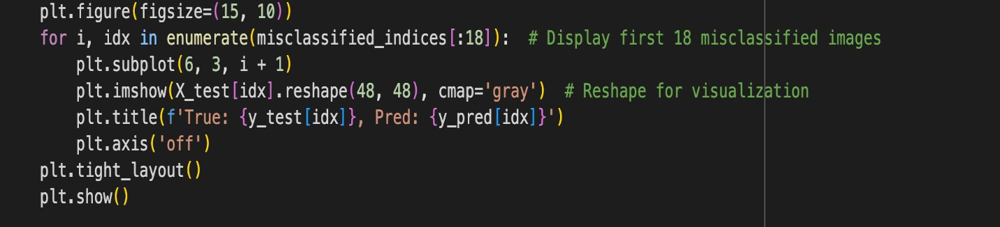 plt.figure(figsize=(15, 10))
for i, idx in enumerate(misclassified_indices[:18]):  # Display first 18 misclassified images
    plt.subplot(6, 3, i + 1)
    plt.imshow(X_test[idx].reshape(48, 48), cmap='gray')  # Reshape for visualization
    plt.title(f'True: {y_test[idx]}, Pred: {y_pred[idx]}')
    plt.axis('off')
plt.tight_layout()
plt.show()